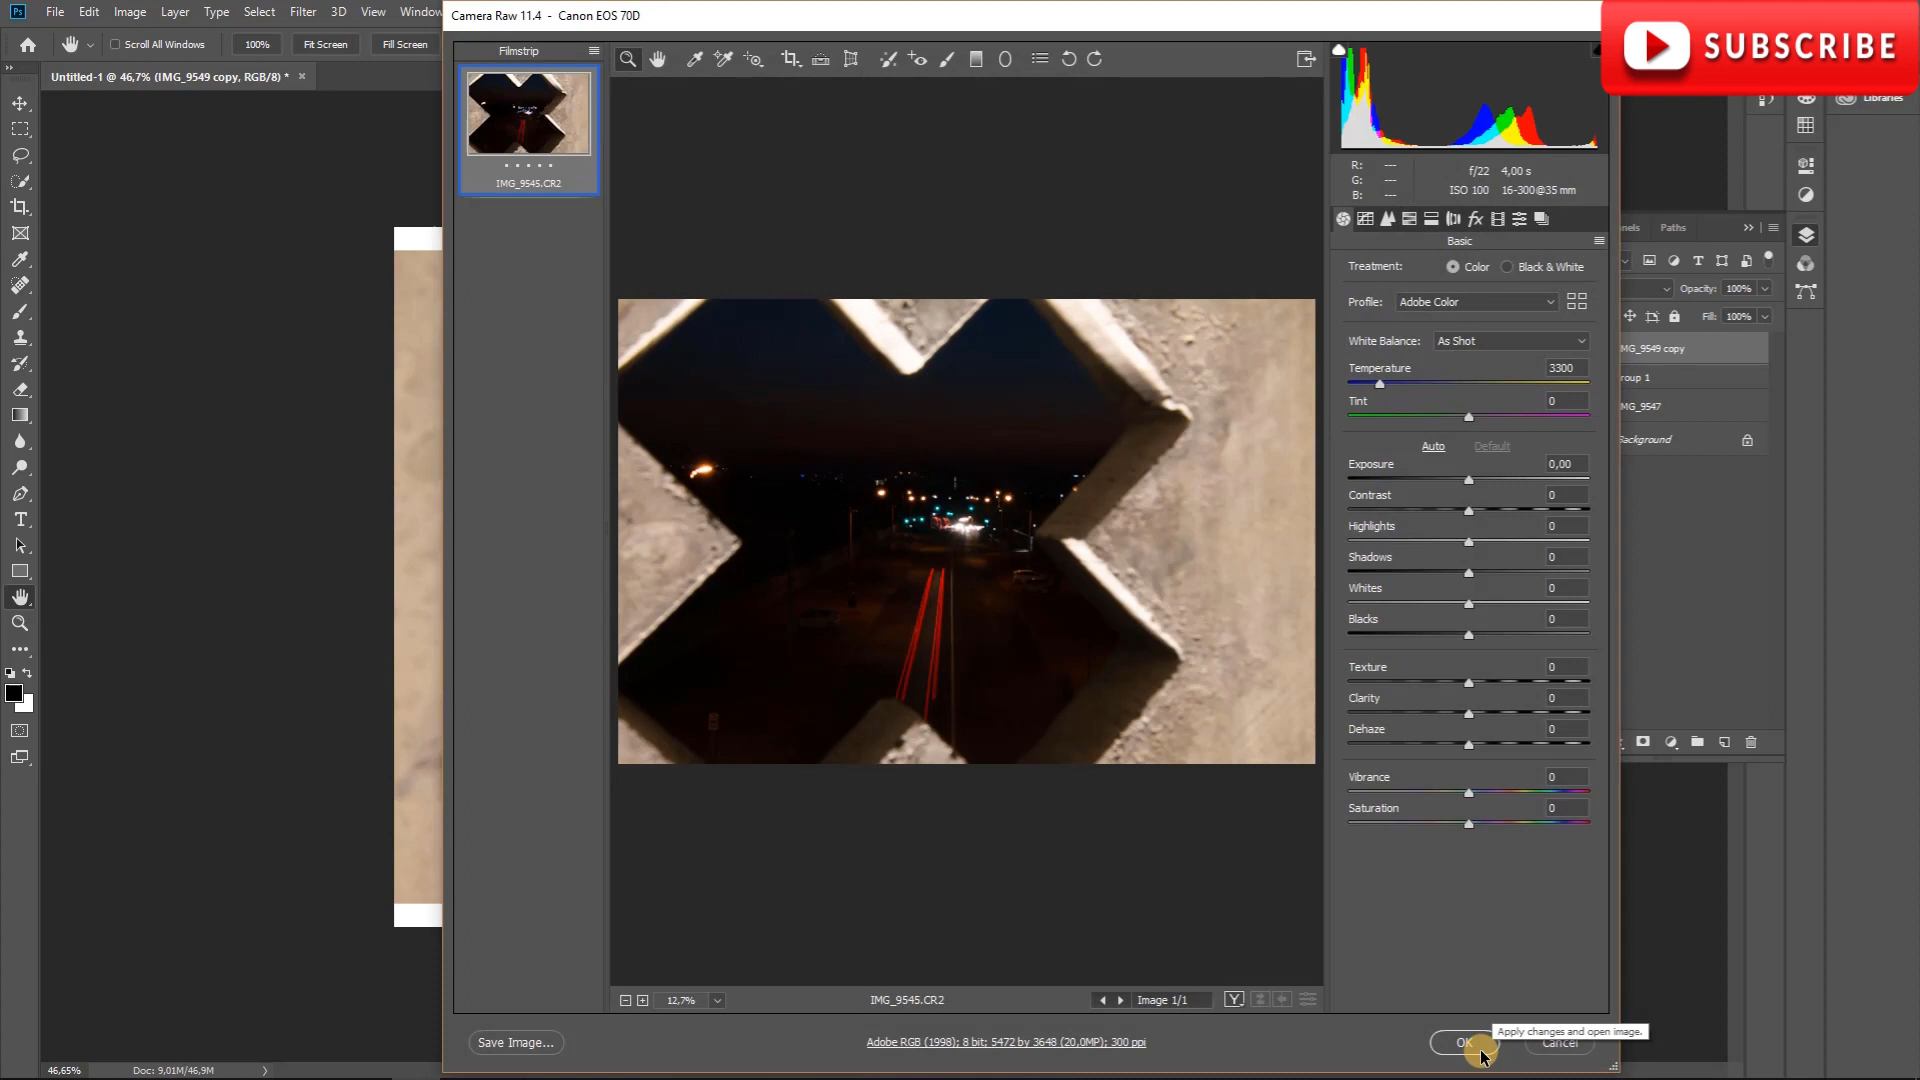 Ps File Edit Image Layer Type Select Filter 3D View Window
Camera Raw 11.4 - Canon EOS 70D
SUBSCRIBE
Scroll All Windows 100% Fit Screen Fill Screen
Filmstrip
Untitled-1 @ 46,7% (IMG_9549 copy, RGB/8) *
Libraries
IMG_9545.CR2
R: ---
G: ---
B: ---
f/22 4,00 s
ISO 100 16-300@35 mm
Basic
Treatment: Color Black & White
Profile: Adobe Color
White Balance: As Shot
Temperature 3300
Tint 0
Auto Default
Exposure 0,00
Contrast 0
Highlights 0
Shadows 0
Whites 0
Blacks 0
Texture 0
Clarity 0
Dehaze 0
Vibrance 0
Saturation 0
nnels Paths
Opacity: 100%
Fill: 100%
MG_9549 copy
roup 1
MG_9547
Background
12,7%
IMG_9545.CR2
Image 1/1
Save Image...
Adobe RGB (1998); 8 bit; 5472 by 3648 (20,0MP); 300 ppi
Apply changes and open image.
OK Cancel
46,65% Doc: 9,01M/46,9M